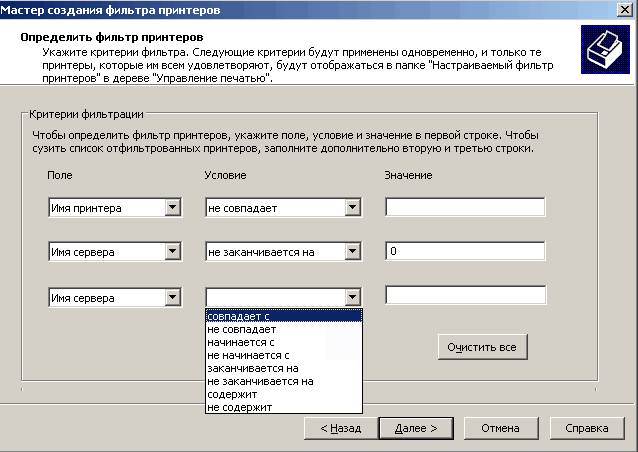 Мастер создания фильтра принтеров
Определить фильтр принтеров
Укажите критерии фильтра. Следующие критерии будут применены одновременно, и только те
принтеры, которые им всем удовлетворяют, будут отображаться в папке "Настраиваемый фильтр
принтеров" в дереве "Управление печатью".
Критерии фильтрации
Чтобы определить фильтр принтеров, укажите поле, условие и значение в первой строке. Чтобы
сузить список отфильтрованных принтеров, заполните дополнительно вторую и третью строки.
Поле Условие Значение
Имя принтера не совпадает
Имя сервера не заканчивается на 0
Имя сервера
совпадает с
не совпадает
начинается с
не начинается с
заканчивается на
не заканчивается на
содержит
не содержит
Очистить все
< Назад Далее > Отмена Справка